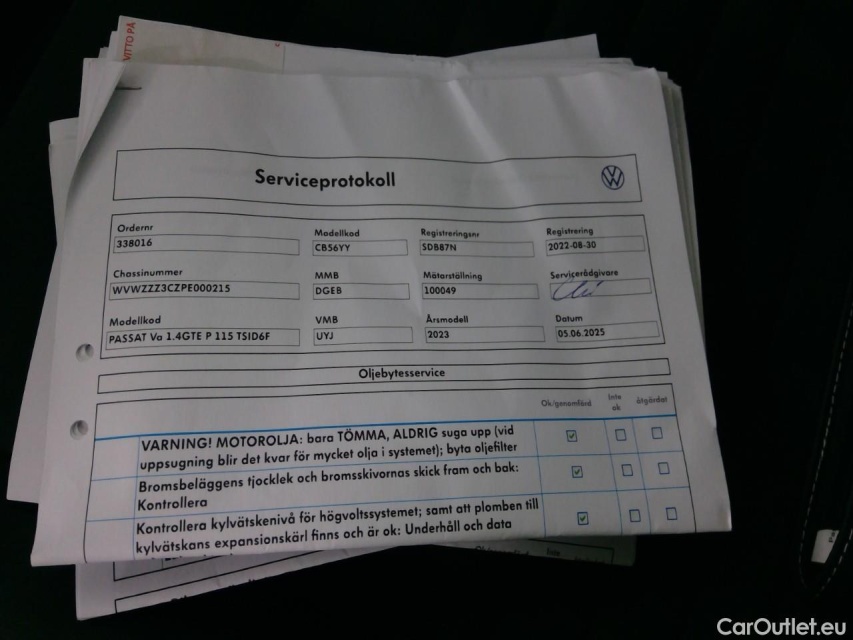 VITTO PÅ
Serviceprotokoll
Ordernr
338016
Modellkod
CB56YY
Registreringsnr
SDB87N
Registrering
2022-08-30
Chassinummer
WVWZZZ3CZPE000215
MMB
DGEB
Mätarställning
100049
Servicerådgivare
Modellkod
PASSAT Va 1.4GTE P 115 TSID6F
VMB
UYJ
Årsmodell
2023
Datum
05.06.2025
Oljebytesservice
Ok/genomförd
Inte
ok
åtgärdat
VARNING! MOTOROLJA: bara TÖMMA, ALDRIG suga upp (vid
uppsugning blir det kvar för mycket olja i systemet); byta oljefilter
Bromsbeläggens tjocklek och bromsskivornas skick fram och bak:
Kontrollera
Kontrollera kylvätskenivå för högvoltssystemet; samt att plomben till
kylvätskans expansionskärl finns och är ok: Underhåll och data
CarOutlet.eu